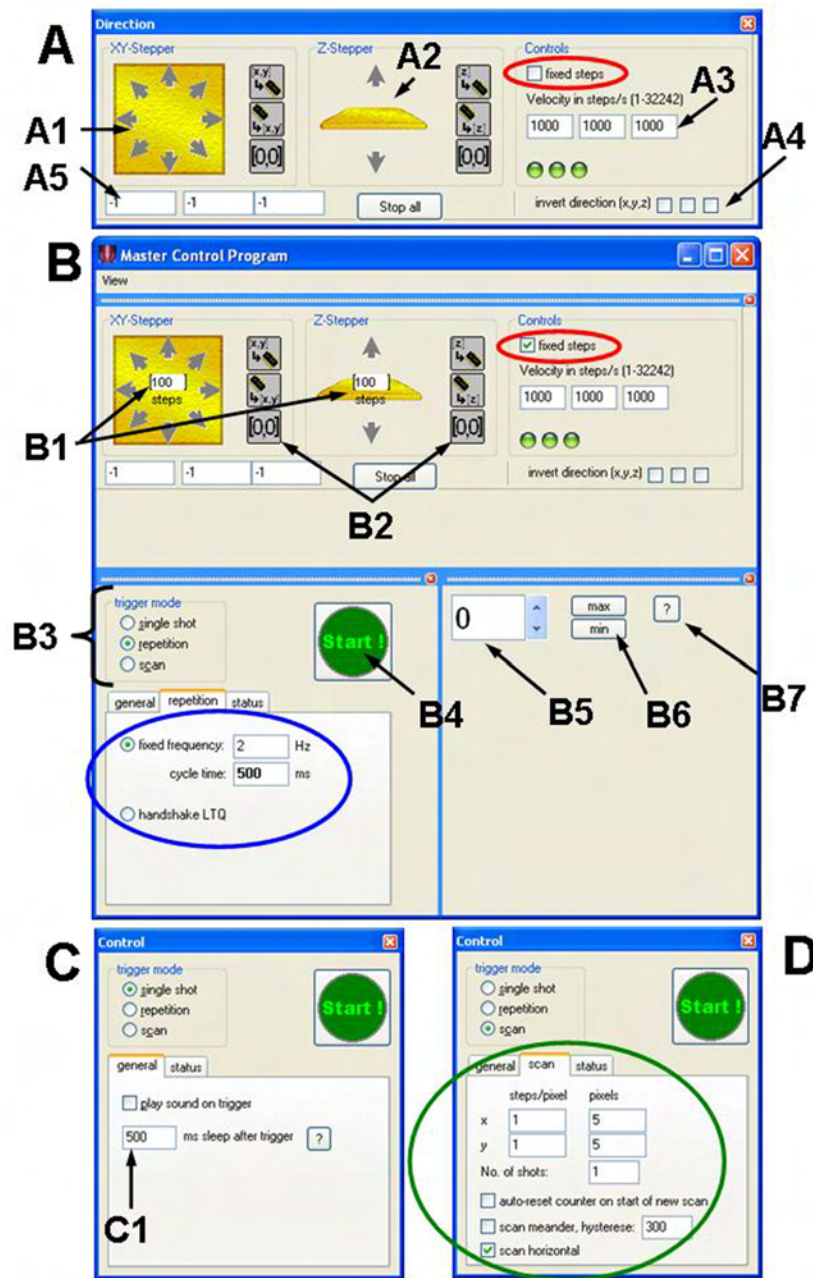 Direction
A
XY-Stepper
Z-Stepper
Controls
[x,y]
[z]
A2
fixed steps
Velocity in steps/s (1-32242)
A1
[x,y]
[z]
1000 1000 1000
A3
[0,0]
[0,0]
A4
A5
-1 -1 -1
Stop all
invert direction (x,y,z)
B
Master Control Program
View
XY-Stepper
Z-Stepper
Controls
[x,y]
[z]
fixed steps
Velocity in steps/s (1-32242)
[100]
steps
[100]
steps
[x,y]
[z]
1000 1000 1000
[0,0]
[0,0]
B1
-1 -1 -1
Stop all
invert direction (x,y,z)
B2
B3
trigger mode
single shot
repetition
scan
Start !
B4
0
max
min
?
B5
B6
B7
general repetition status
fixed frequency: 2 Hz
cycle time: 500 ms
handshake LTQ
C
Control
trigger mode
single shot
repetition
scan
Start !
general status
play sound on trigger
500 ms sleep after trigger ?
C1
Control
D
trigger mode
single shot
repetition
scan
Start !
general scan status
steps/pixel pixels
x 1 5
y 1 5
No. of shots: 1
auto-reset counter on start of new scan
scan meander, hysterese: 300
scan horizontal